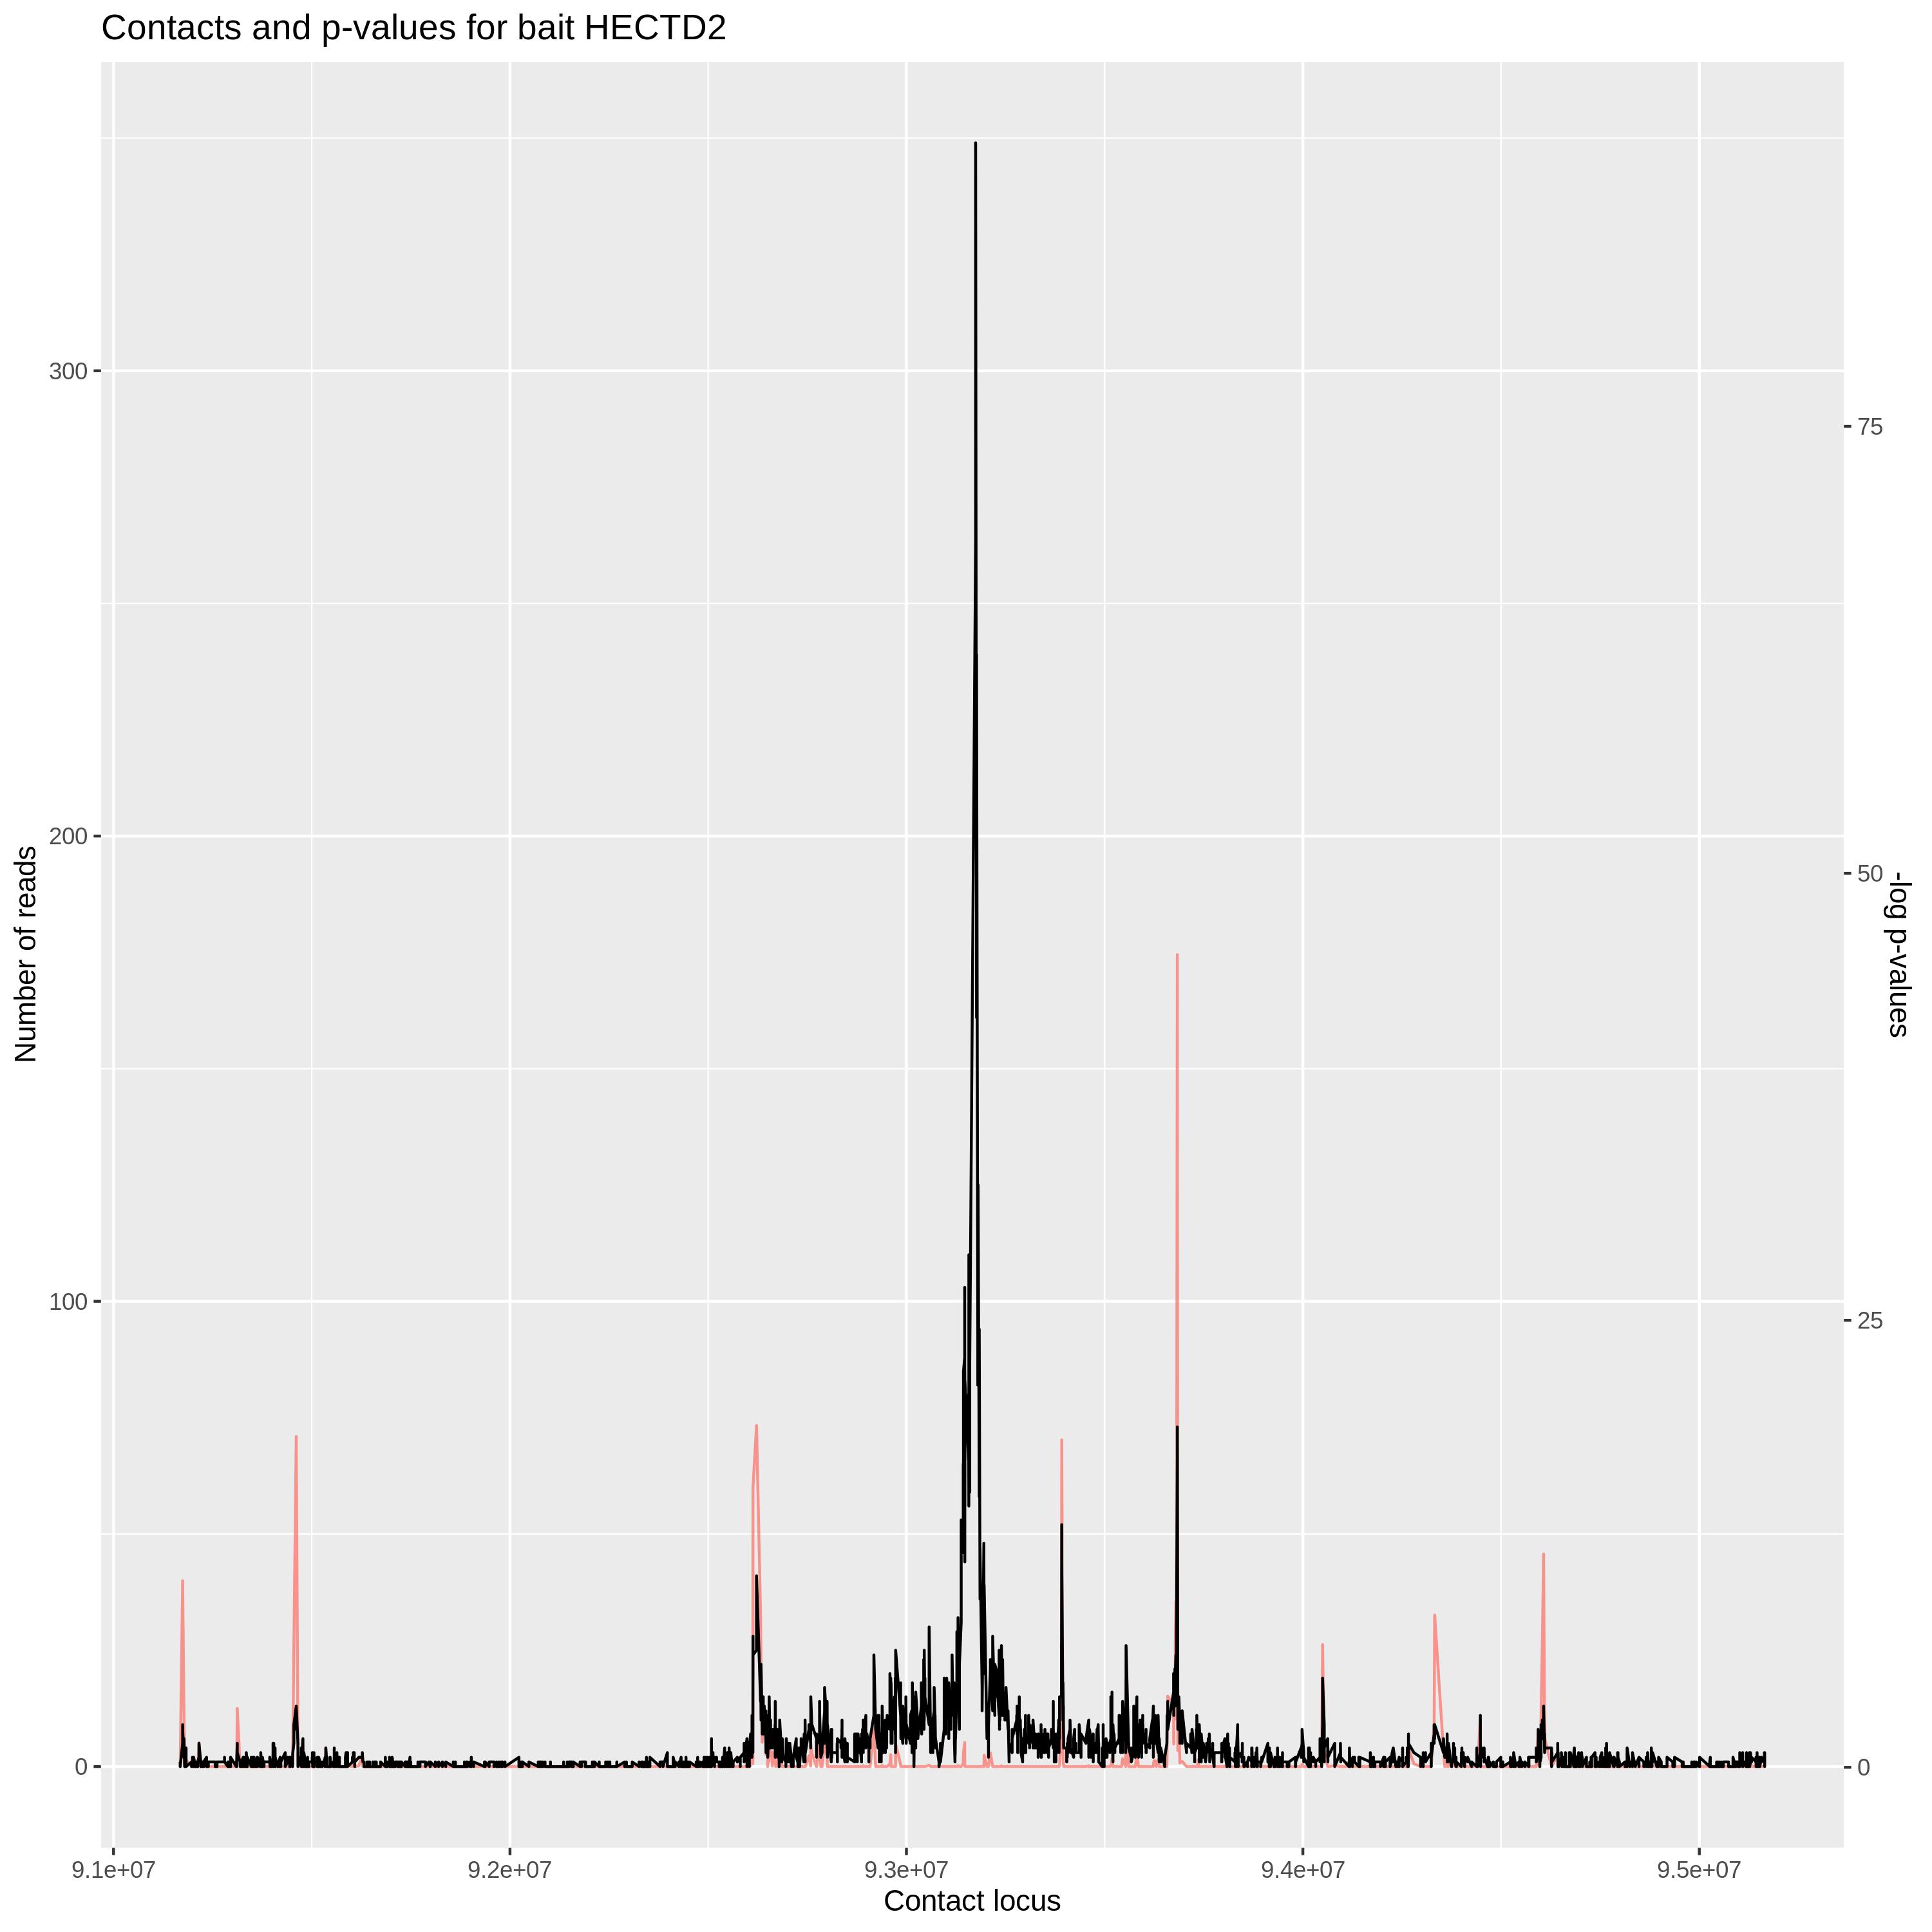 Contacts and p-values for bait HECTD2
300
200
100
0
Number of reads
75
50
25
0
-log p-values
9.1e+07
9.2e+07
9.3e+07
9.4e+07
9.5e+07
Contact locus